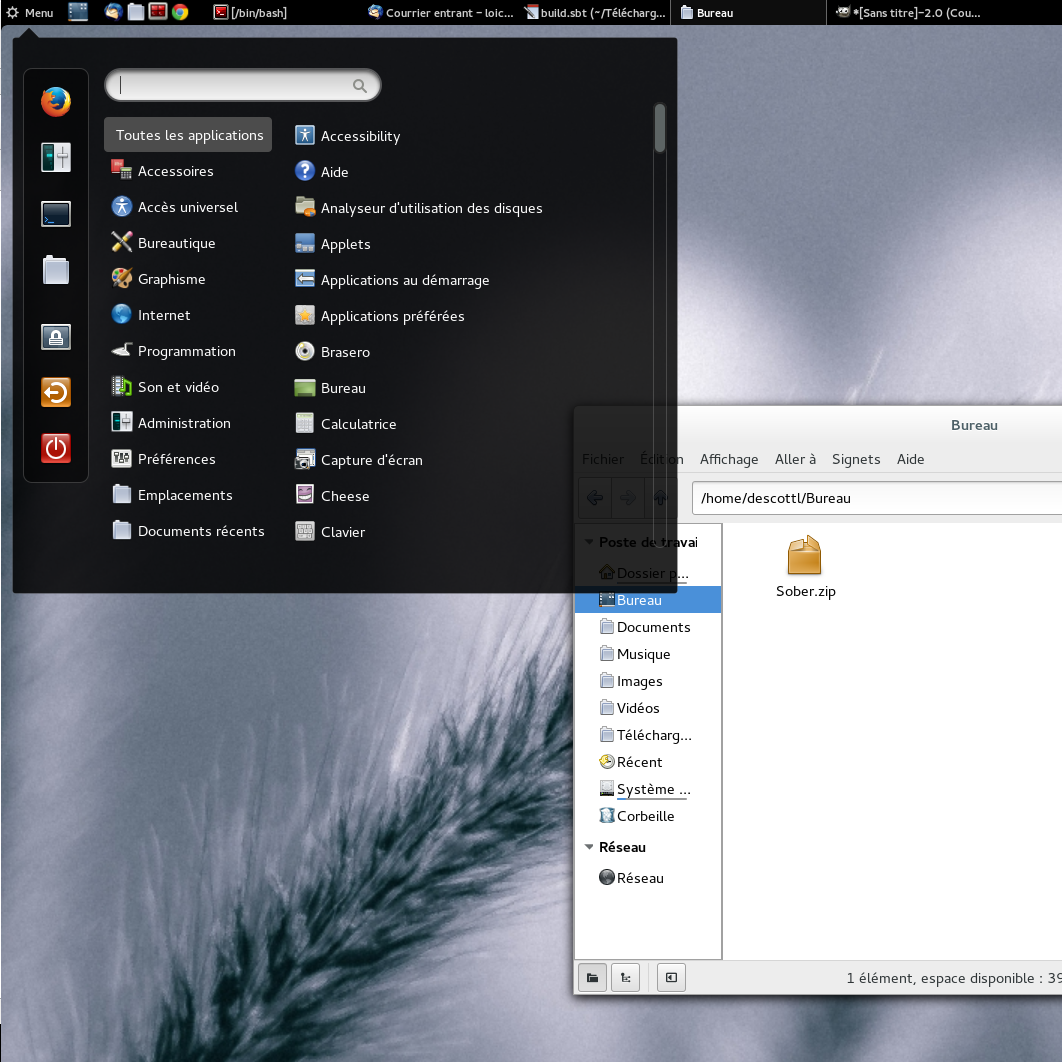 Menu
[/bin/bash]
Courrier entrant – loic...
build.sbt (~/Télécharg...
Bureau
*[Sans titre]-2.0 (Cou...
Toutes les applications
Accessoires
Accès universel
Bureautique
Graphisme
Internet
Programmation
Son et vidéo
Administration
Préférences
Emplacements
Documents récents
Accessibility
Aide
Analyseur d'utilisation des disques
Applets
Applications au démarrage
Applications préférées
Brasero
Bureau
Calculatrice
Capture d'écran
Cheese
Clavier
Bureau
Fichier Édition Affichage Aller à Signets Aide
/home/descottl/Bureau
Poste de travai
Dossier p...
Bureau
Documents
Musique
Images
Vidéos
Télécharg...
Récent
Système ...
Corbeille
Réseau
Réseau
Sober.zip
1 élément, espace disponible : 39